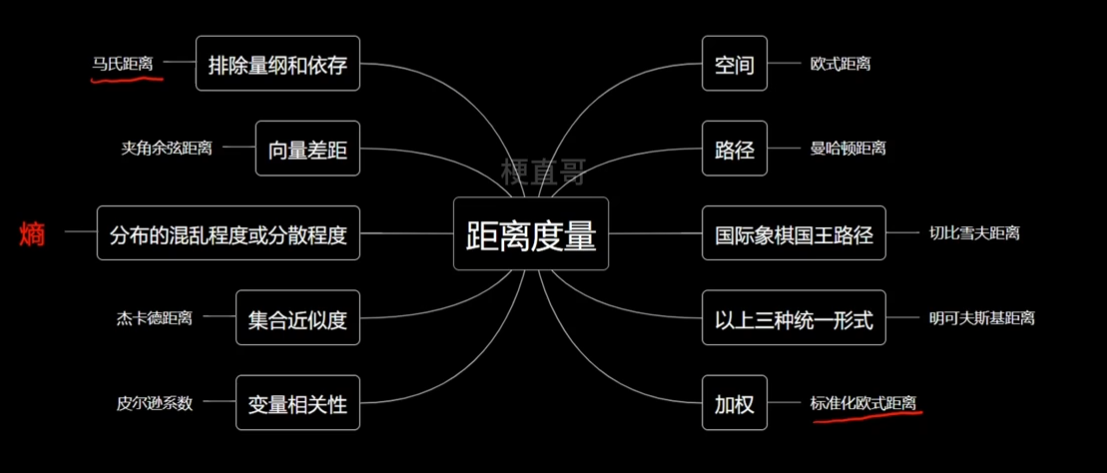 马氏距离
排除量纲和依存
夹角余弦距离
向量差距
熵
分布的混乱程度或分散程度
杰卡德距离
集合近似度
皮尔逊系数
变量相关性
梗直哥
距离度量
空间
欧式距离
路径
曼哈顿距离
国际象棋国王路径
切比雪夫距离
以上三种统一形式
明可夫斯基距离
加权
标准化欧式距离